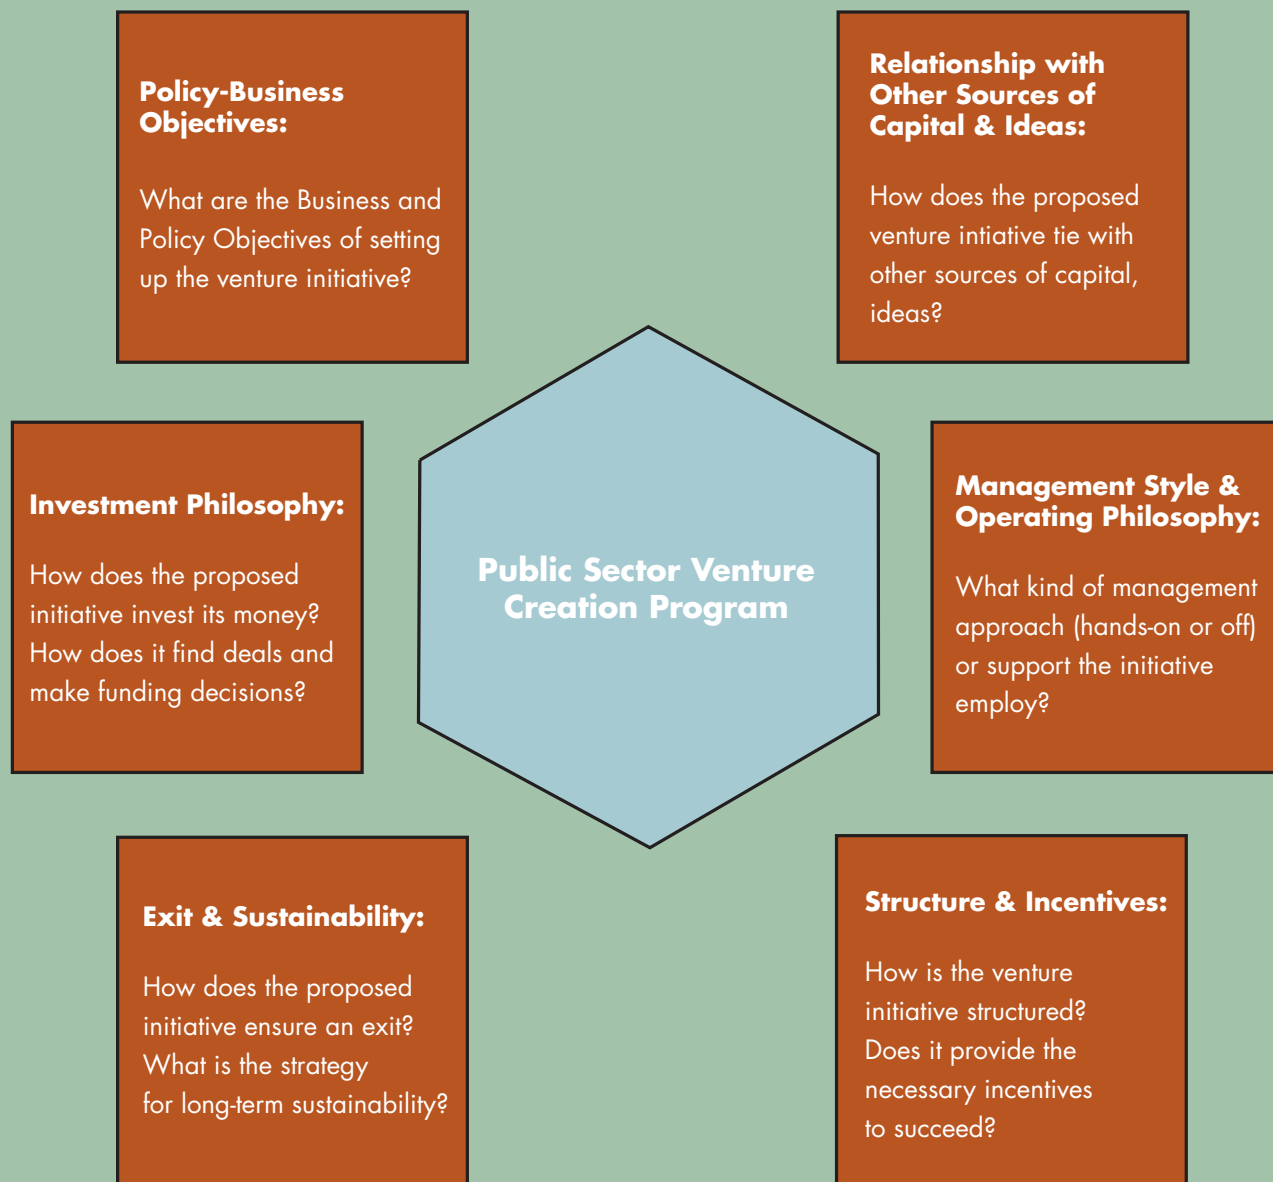 Policy-Business
Objectives:
What are the Business and
Policy Objectives of setting
up the venture initiative?
Relationship with
Other Sources of
Capital & Ideas:
How does the proposed
venture intiative tie with
other sources of capital,
ideas?
Investment Philosophy:
How does the proposed
initiative invest its money?
How does it find deals and
make funding decisions?
Public Sector Venture
Creation Program
Management Style &
Operating Philosophy:
What kind of management
approach (hands-on or off)
or support the initiative
employ?
Exit & Sustainability:
How does the proposed
initiative ensure an exit?
What is the strategy
for long-term sustainability?
Structure & Incentives:
How is the venture
initiative structured?
Does it provide the
necessary incentives
to succeed?